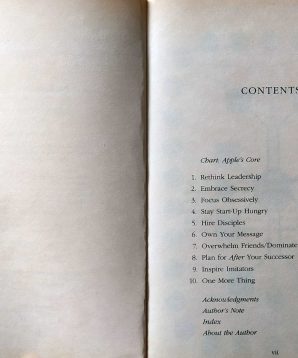 CONTENTS
Chart: Apple's Core
1. Rethink Leadership
2. Embrace Secrecy
3. Focus Obsessively
4. Stay Start-Up Hungry
5. Hire Disciples
6. Own Your Message
7. Overwhelm Friends/Dominate
8. Plan for After Your Successor
9. Inspire Imitators
10. One More Thing
Acknowledgments
Author's Note
Index
About the Author
vii